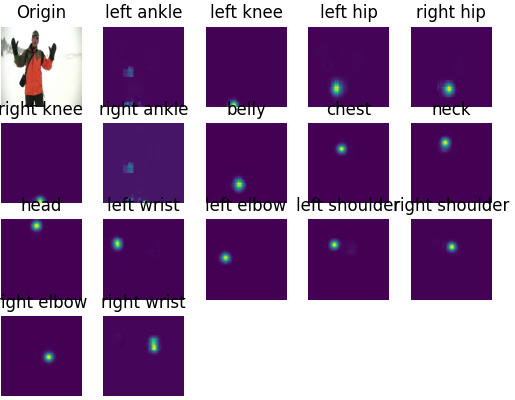 Origin left ankle left knee left hip right hip
right knee right ankle belly chest neck
head left wrist left elbow left shoulder right shoulder
right elbow right wrist